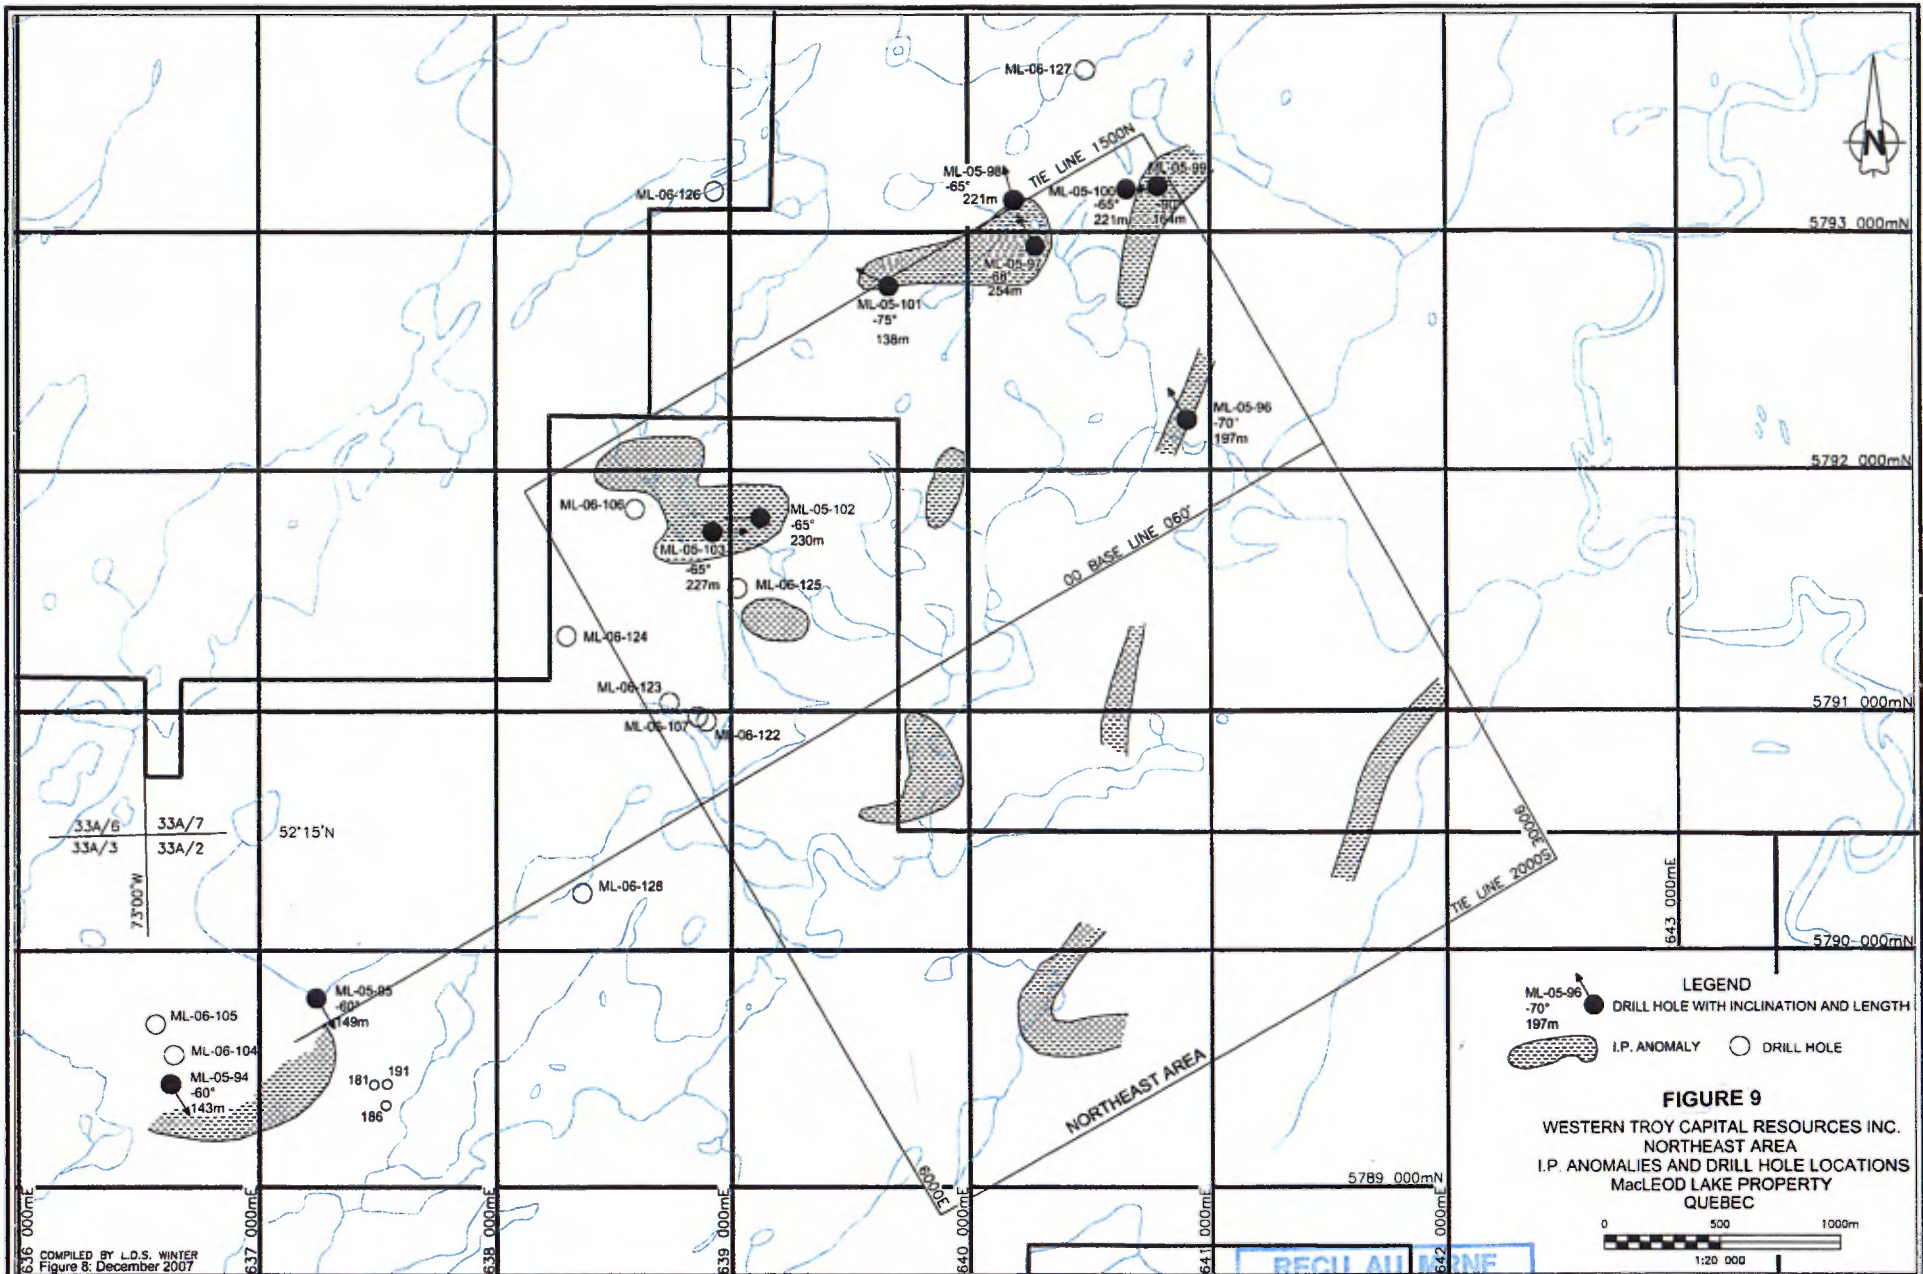 ML-06-127
TIE LINE 1500N
ML-05-98
-65°
221m
ML-05-99
-90°
164m
ML-05-100
-65°
221m
ML-06-126
5793 000mN
ML-05-97
-68°
254m
ML-05-101
-75°
138m
ML-05-96
-70°
197m
5792 000mN
ML-06-106
ML-05-102
-65°
230m
ML-05-103
-65°
227m
00 BASE LINE 060°
ML-06-125
ML-06-124
ML-06-123
ML-06-107
ML-06-122
5791 000mN
33A/6
33A/7
33A/3
33A/2
52°15'N
73°00'W
9000E
TIE LINE 2000S
643 000mE
ML-06-128
5790 000mN
ML-05-95
-60°
149m
ML-06-105
ML-06-104
ML-05-94
-60°
143m
181
191
186
NORTHEAST AREA
6000E
5789 000mN
636 000mE
637 000mE
638 000mE
639 000mE
640 000mE
641 000mE
642 000mE
N
LEGEND
ML-05-96
-70°
197m
DRILL HOLE WITH INCLINATION AND LENGTH
I.P. ANOMALY
DRILL HOLE
FIGURE 9
WESTERN TROY CAPITAL RESOURCES INC.
NORTHEAST AREA
I.P. ANOMALIES AND DRILL HOLE LOCATIONS
MacLEOD LAKE PROPERTY
QUEBEC
0 500 1000m
1:20 000
COMPILED BY L.D.S. WINTER
Figure 8: December 2007
RECU AU MRNF